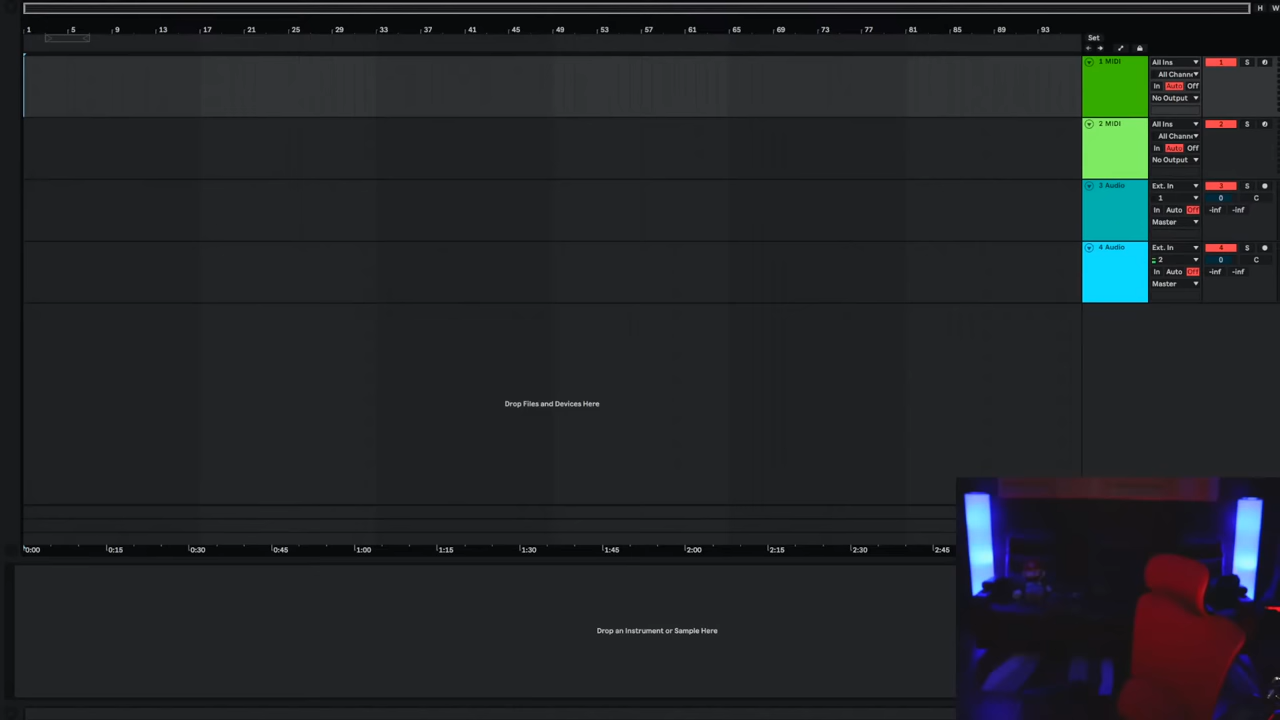 H W
1 5 9 13 17 21 25 29 33 37 41 45 49 53 57 61 65 69 73 77 81 85 89 93
Set
1 MIDI All Ins 1 S
All Channe
In Auto Off
No Output
2 MIDI All Ins 2 S
All Channe
In Auto Off
No Output
3 Audio Ext. In 3 S
1 0 C
In Auto Off -inf -inf
Master
4 Audio Ext. In 4 S
2 0 C
In Auto Off -inf -inf
Master
Drop Files and Devices Here
0:00 0:15 0:30 0:45 1:00 1:15 1:30 1:45 2:00 2:15 2:30 2:45
Drop an Instrument or Sample Here